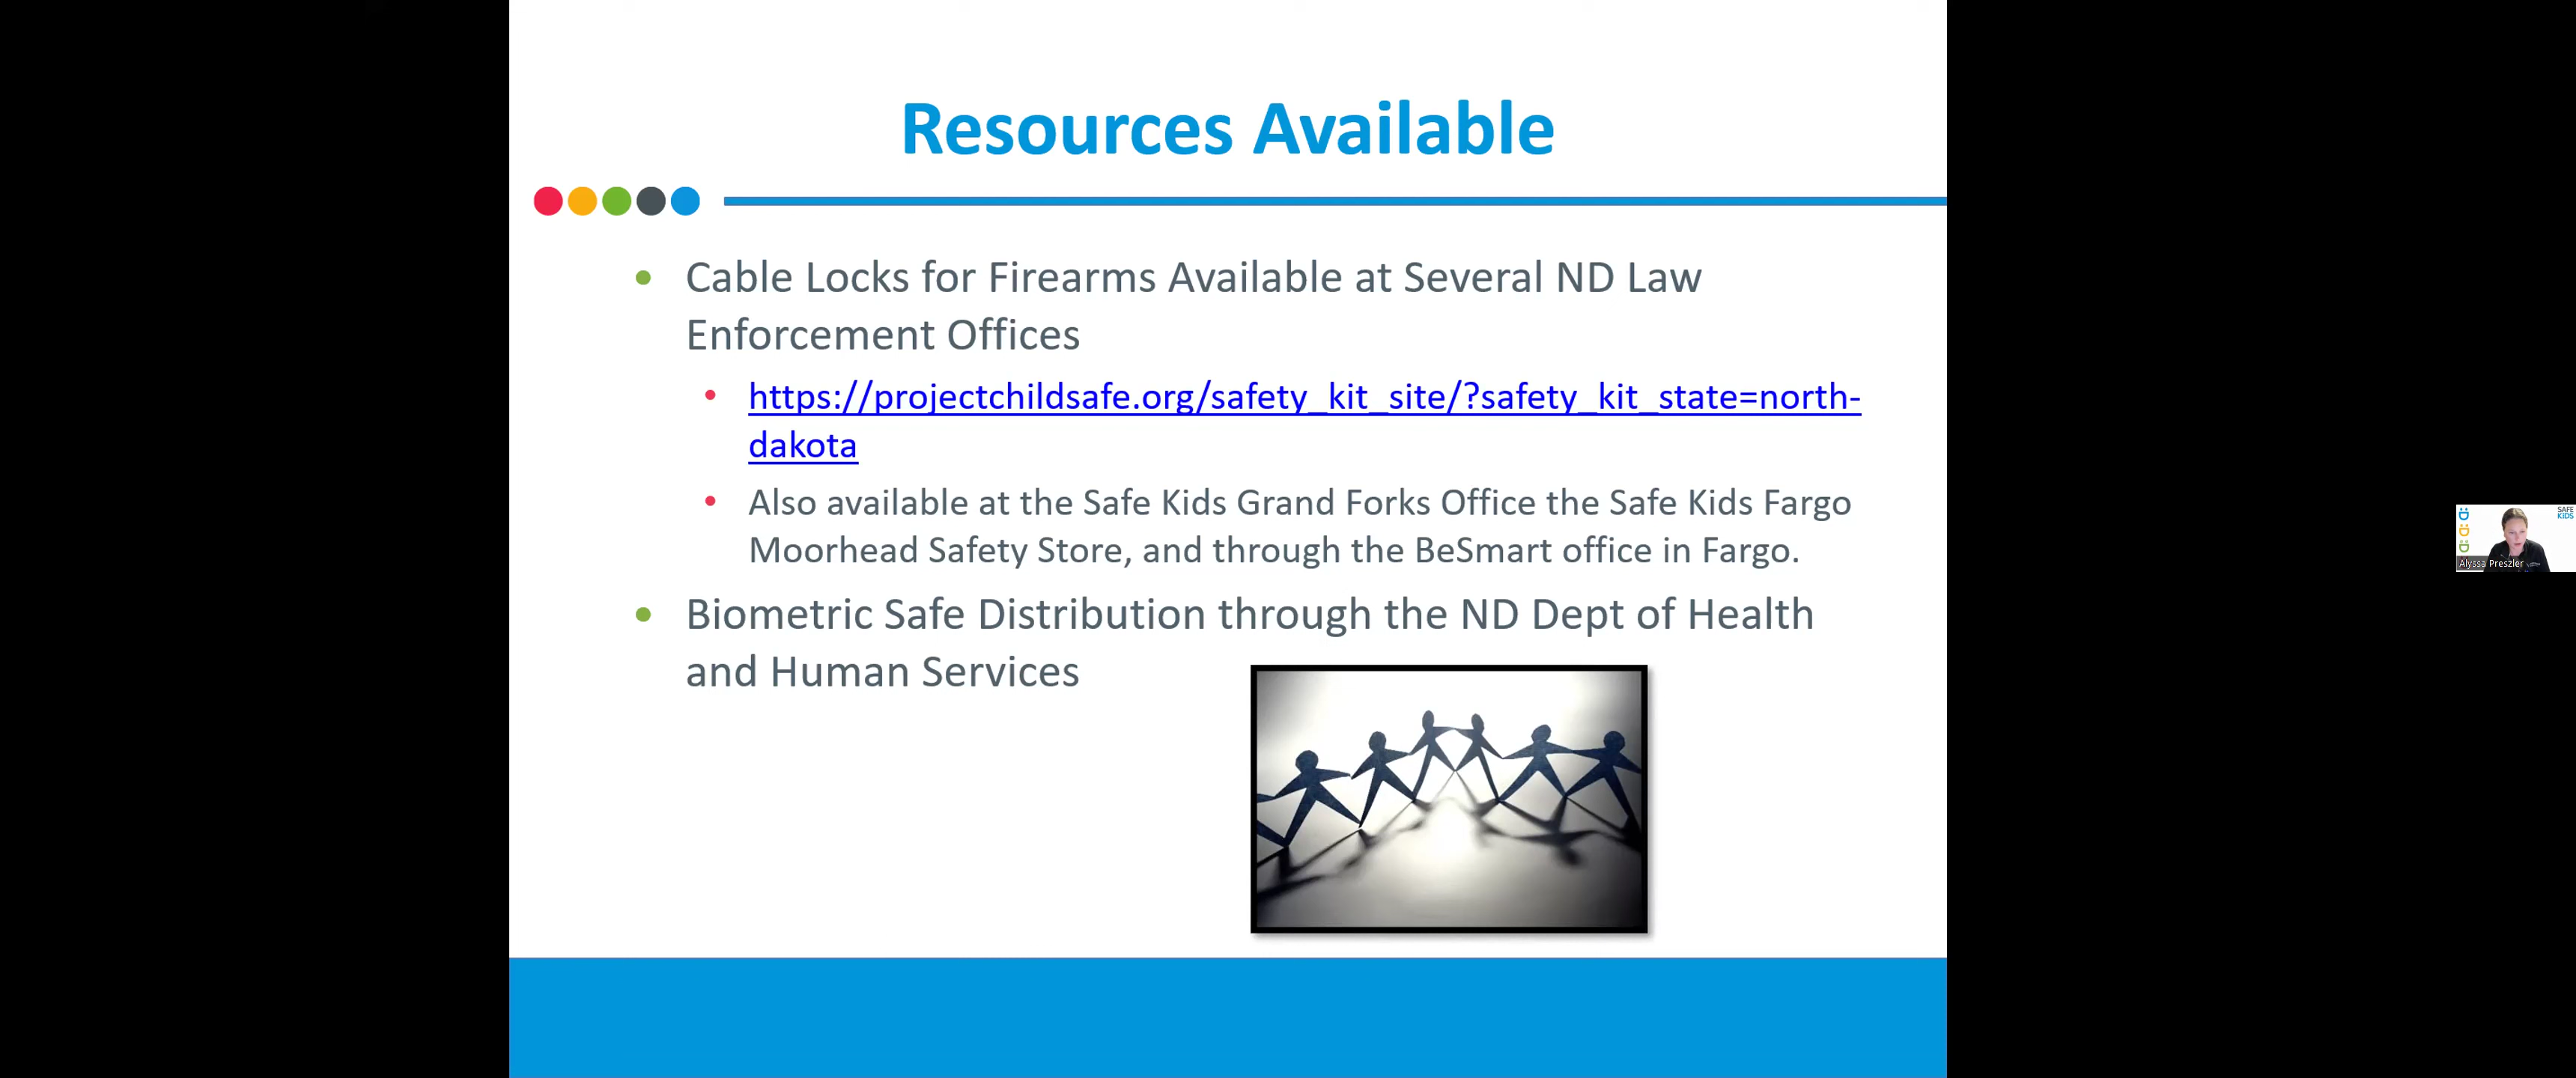 Resources Available
Cable Locks for Firearms Available at Several ND Law
Enforcement Offices
https://projectchildsafe.org/safety_kit_site/?safety_kit_state=north-
dakota
Also available at the Safe Kids Grand Forks Office the Safe Kids Fargo
Moorhead Safety Store, and through the BeSmart office in Fargo.
Biometric Safe Distribution through the ND Dept of Health
and Human Services
:D :D :D
SAFE
KIDS
Alyssa Preszler